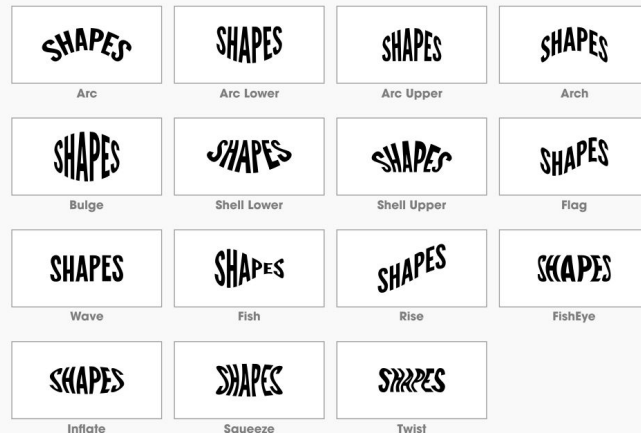 SHAPES SHAPES SHAPES SHAPES
Arc Arc Lower Arc Upper Arch
SHAPES SHAPES SHAPES SHAPES
Bulge Shell Lower Shell Upper Flag
SHAPES SHAPES SHAPES SHAPES
Wave Fish Rise FishEye
SHAPES SHAPES SHAPES
Inflate Squeeze Twist